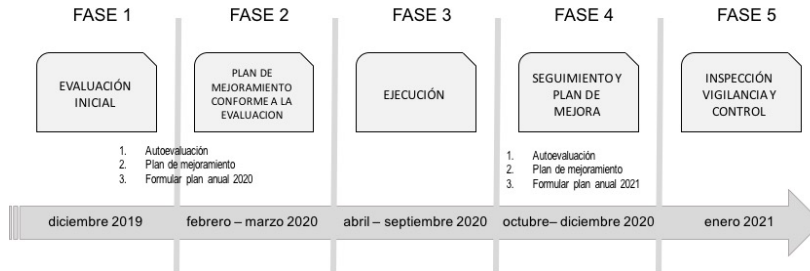 FASE 1
FASE 2
FASE 3
FASE 4
FASE 5
EVALUACIÓN
INICIAL
PLAN DE
MEJORAMIENTO
CONFORME A LA
EVALUACION
EJECUCIÓN
SEGUIMIENTO Y
PLAN DE
MEJORA
INSPECCIÓN
VIGILANCIA Y
CONTROL
1. Autoevaluación
2. Plan de mejoramiento
3. Formular plan anual 2020
1. Autoevaluación
2. Plan de mejoramiento
3. Formular plan anual 2021
diciembre 2019
febrero – marzo 2020
abril – septiembre 2020
octubre– diciembre 2020
enero 2021